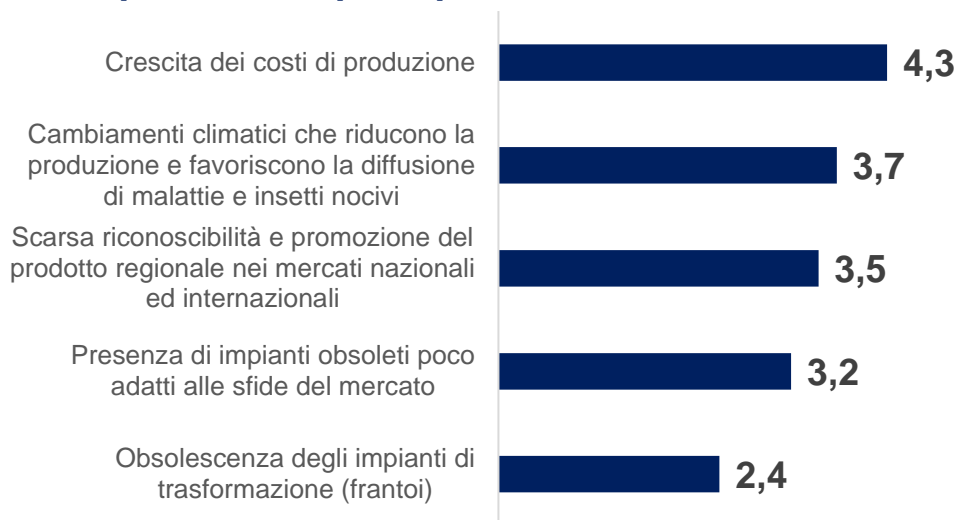 Crescita dei costi di produzione
4,3
Cambiamenti climatici che riducono la
produzione e favoriscono la diffusione
di malattie e insetti nocivi
3,7
Scarsa riconoscibilità e promozione del
prodotto regionale nei mercati nazionali
ed internazionali
3,5
Presenza di impianti obsoleti poco
adatti alle sfide del mercato
3,2
Obsolescenza degli impianti di
trasformazione (frantoi)
2,4